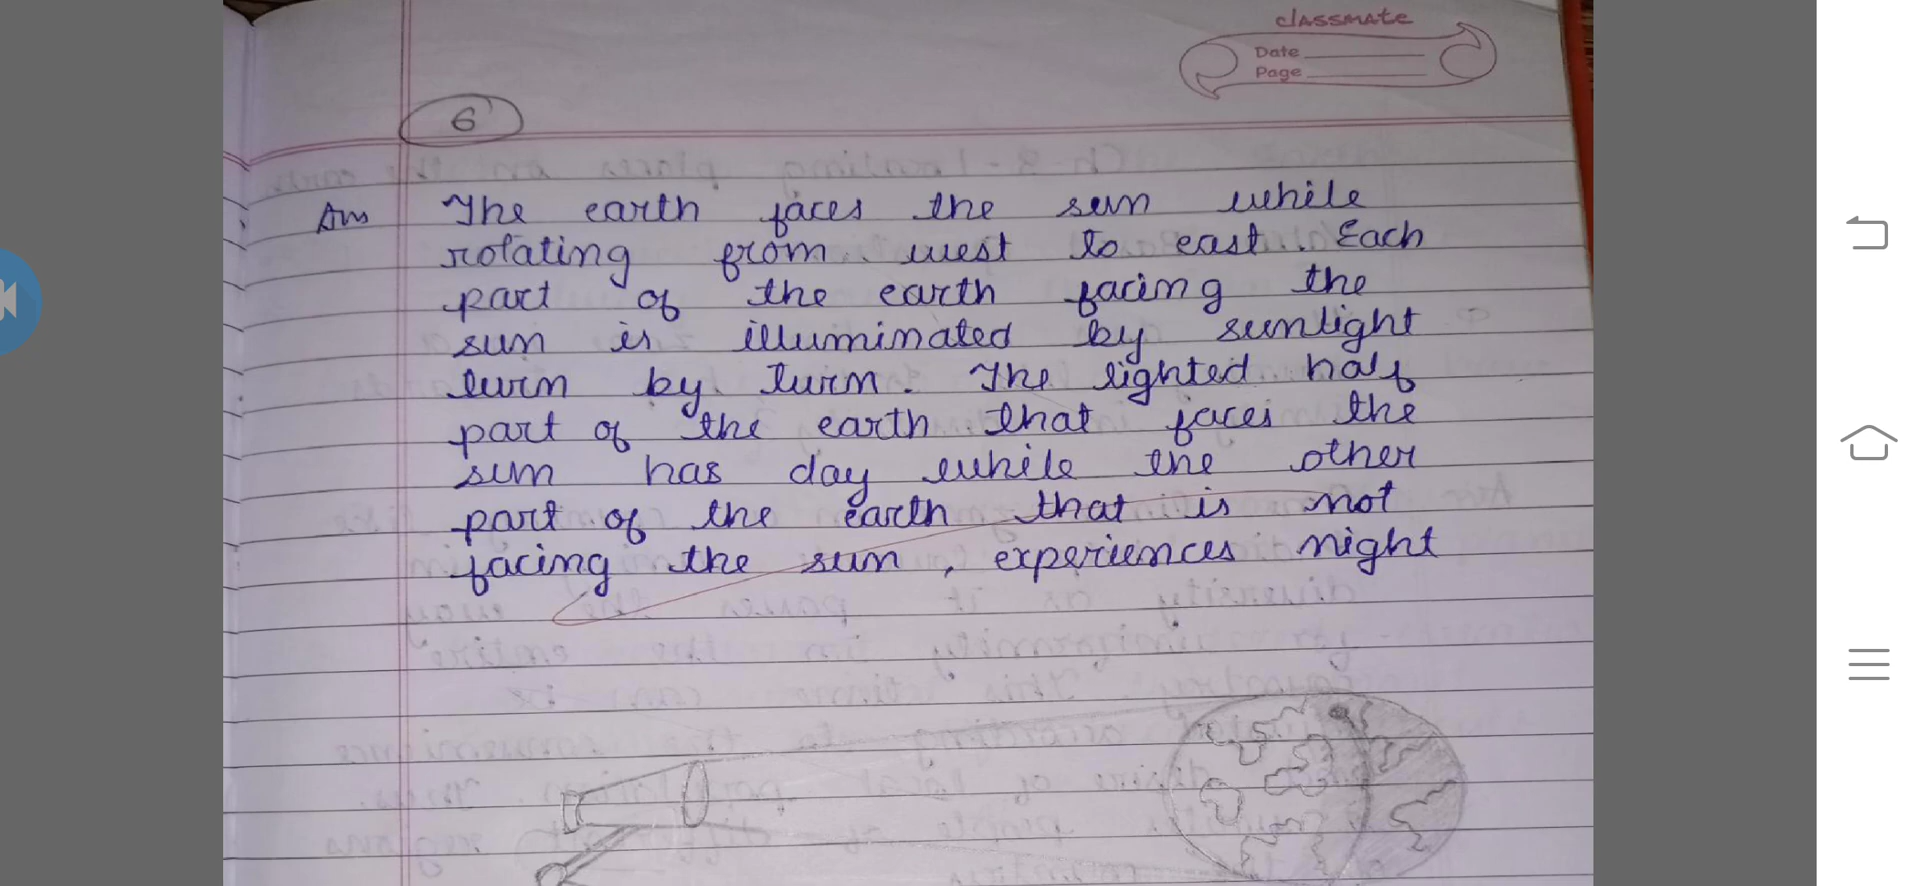 classmate
Date
Page
6
Ans The earth faces the sun while
rotating from west to east. Each
part of the earth facing the
sun is illuminated by sunlight
turn by turn. The lighted half
part of the earth that faces the
sun has day while the other
part of the earth that is not
facing the sun, experiences night